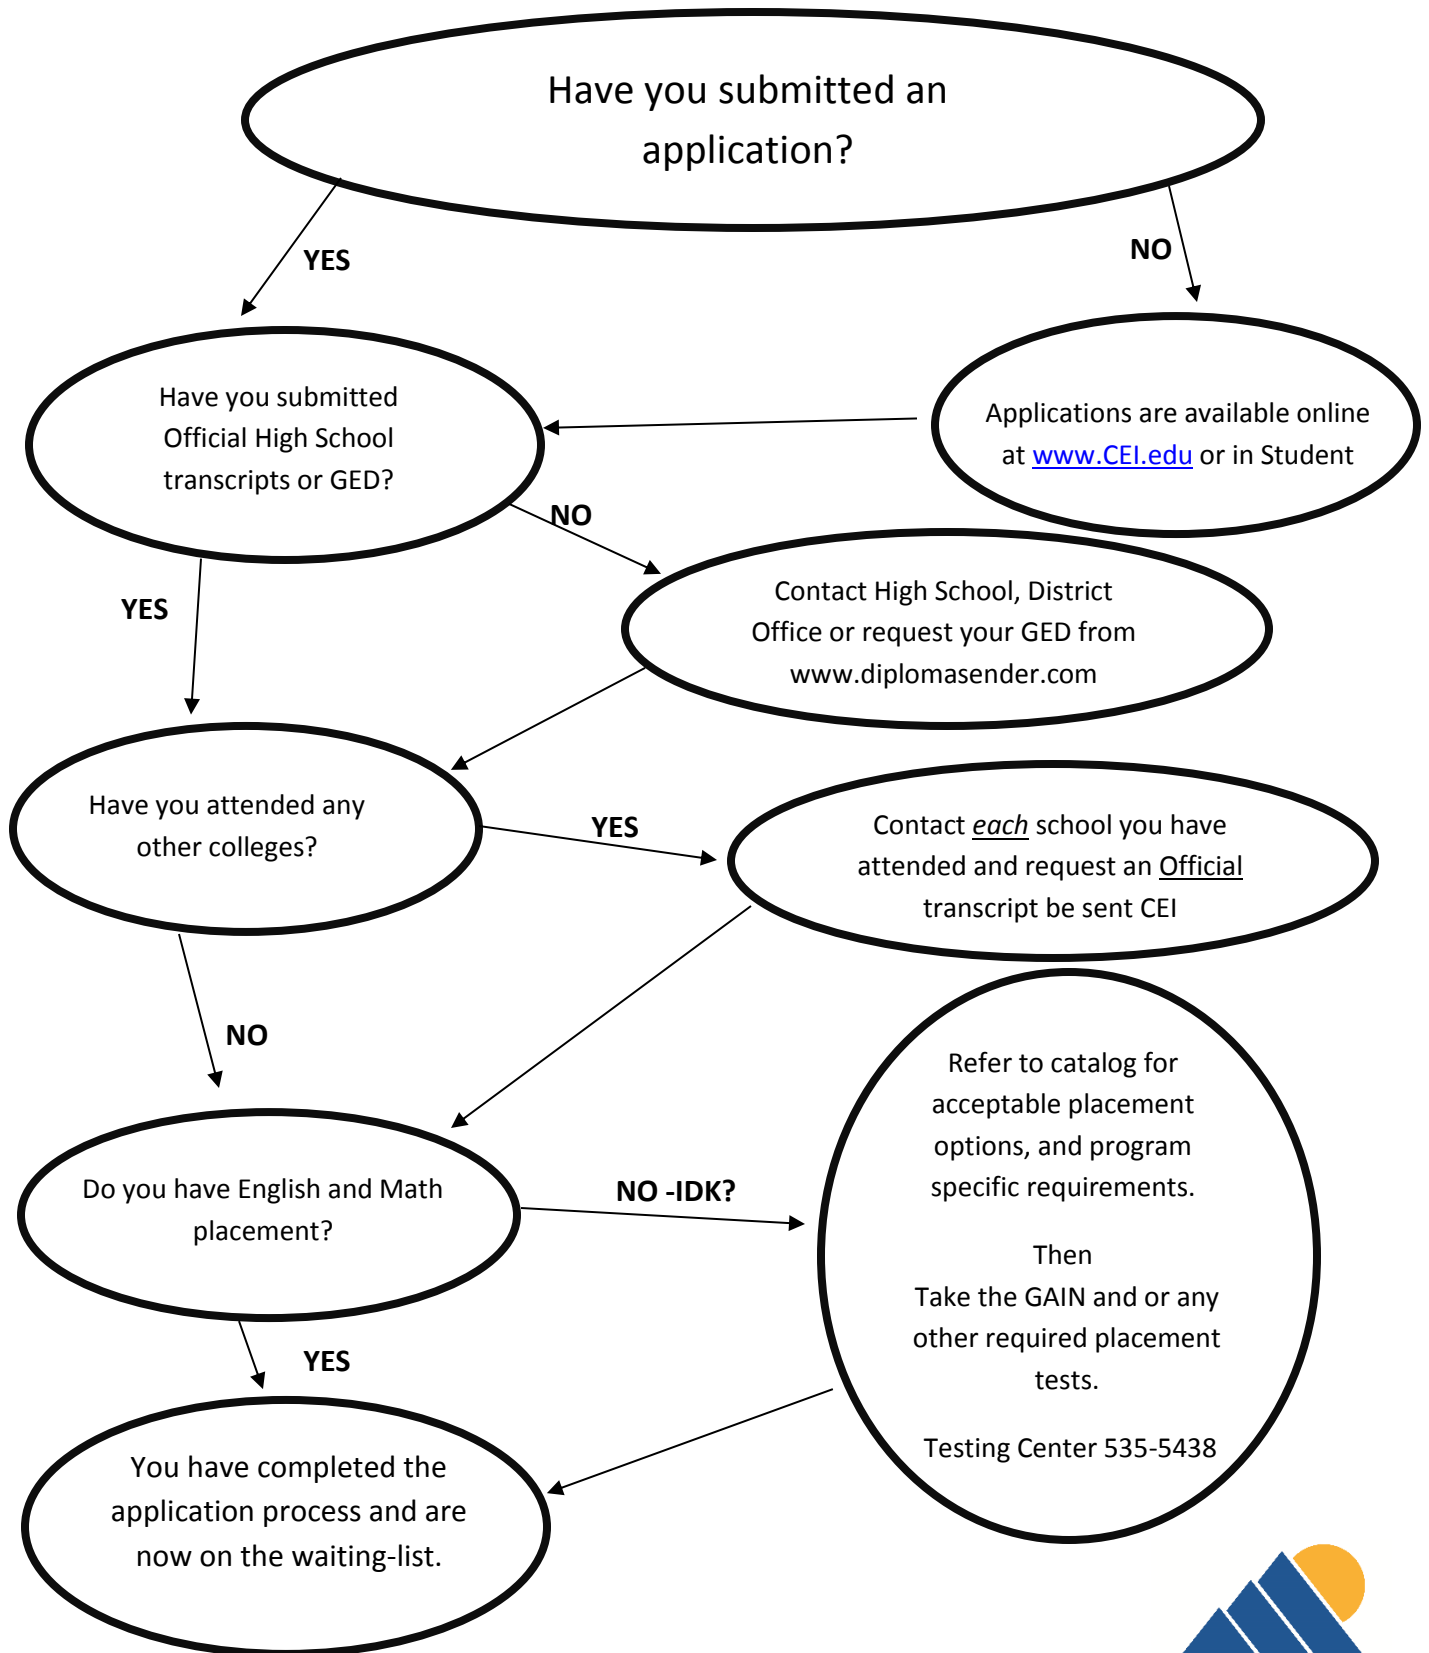 Have you submitted an
application?
YES
NO
Have you submitted
Official High School
transcripts or GED?
Applications are available online
at www.CEI.edu or in Student
NO
YES
Contact High School, District
Office or request your GED from
www.diplomasender.com
Have you attended any
other colleges?
YES
Contact each school you have
attended and request an Official
transcript be sent CEI
NO
Do you have English and Math
placement?
NO -IDK?
Refer to catalog for
acceptable placement
options, and program
specific requirements.
Then
Take the GAIN and or any
other required placement
tests.
Testing Center 535-5438
YES
You have completed the
application process and are
now on the waiting-list.